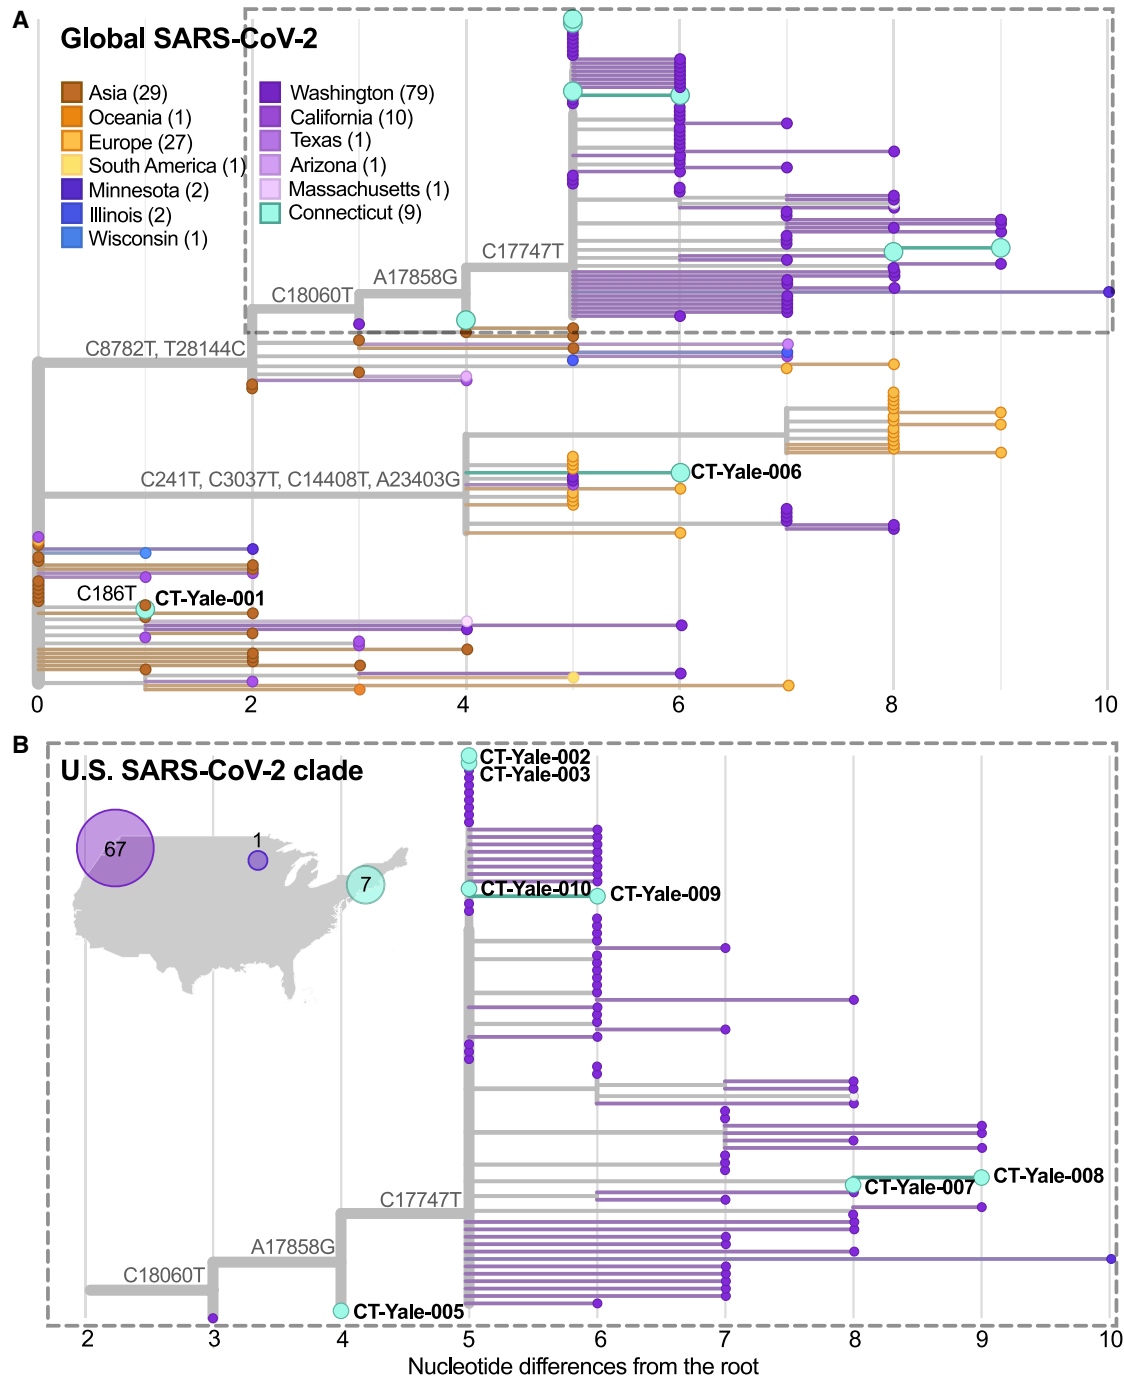 A
Global SARS-CoV-2
Asia (29)
Oceania (1)
Europe (27)
South America (1)
Minnesota (2)
Illinois (2)
Wisconsin (1)
Washington (79)
California (10)
Texas (1)
Arizona (1)
Massachusetts (1)
Connecticut (9)
C17747T
A17858G
C18060T
C8782T, T28144C
C241T, C3037T, C14408T, A23403G
CT-Yale-006
C186T
CT-Yale-001
0 2 4 6 8 10
B
U.S. SARS-CoV-2 clade
67
1
7
CT-Yale-002
CT-Yale-003
CT-Yale-010
CT-Yale-009
CT-Yale-008
CT-Yale-007
C17747T
A17858G
C18060T
CT-Yale-005
2 3 4 5 6 7 8 9 10
Nucleotide differences from the root